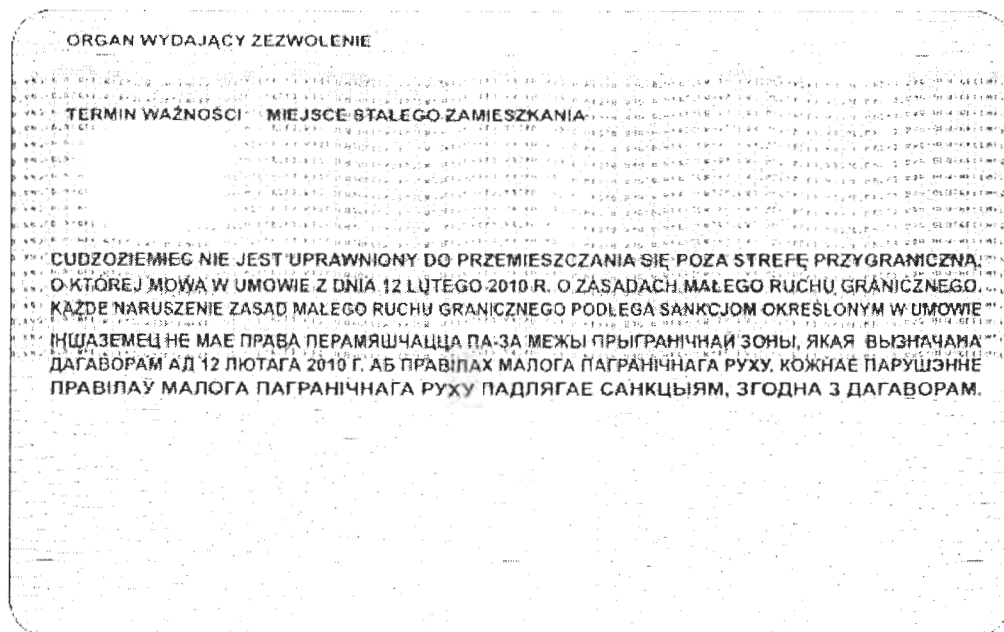 ORGAN WYDAJĄCY ZEZWOLENIE
TERMIN WAŻNOŚCI MIEJSCE STAŁEGO ZAMIESZKANIA
CUDZOZIEMIEC NIE JEST UPRAWNIONY DO PRZEMIESZCZANIA SIĘ POZA STREFĘ PRZYGRANICZNĄ,
O KTÓREJ MOWA W UMOWIE Z DNIA 12 LUTEGO 2010 R. O ZASADACH MAŁEGO RUCHU GRANICZNEGO.
KAŻDE NARUSZENIE ZASAD MAŁEGO RUCHU GRANICZNEGO PODLEGA SANKCJOM OKREŚLONYM W UMOWIE
ІНШАЗЕМЕЦ НЕ МАЕ ПРАВА ПЕРАМЯШЧАЦЦА ПА-ЗА МЕЖЫ ПРЫГРАНІЧНАЙ ЗОНЫ, ЯКАЯ ВЫЗНАЧАНА
ДАГАВОРАМ АД 12 ЛЮТАГА 2010 Г. АБ ПРАВІЛАХ МАЛОГА ПАГРАНІЧНАГА РУХУ. КОЖНАЕ ПАРУШЭННЕ
ПРАВІЛАЎ МАЛОГА ПАГРАНІЧНАГА РУХУ ПАДЛЯГАЕ САНКЦЫЯМ, ЗГОДНА З ДАГАВОРАМ.